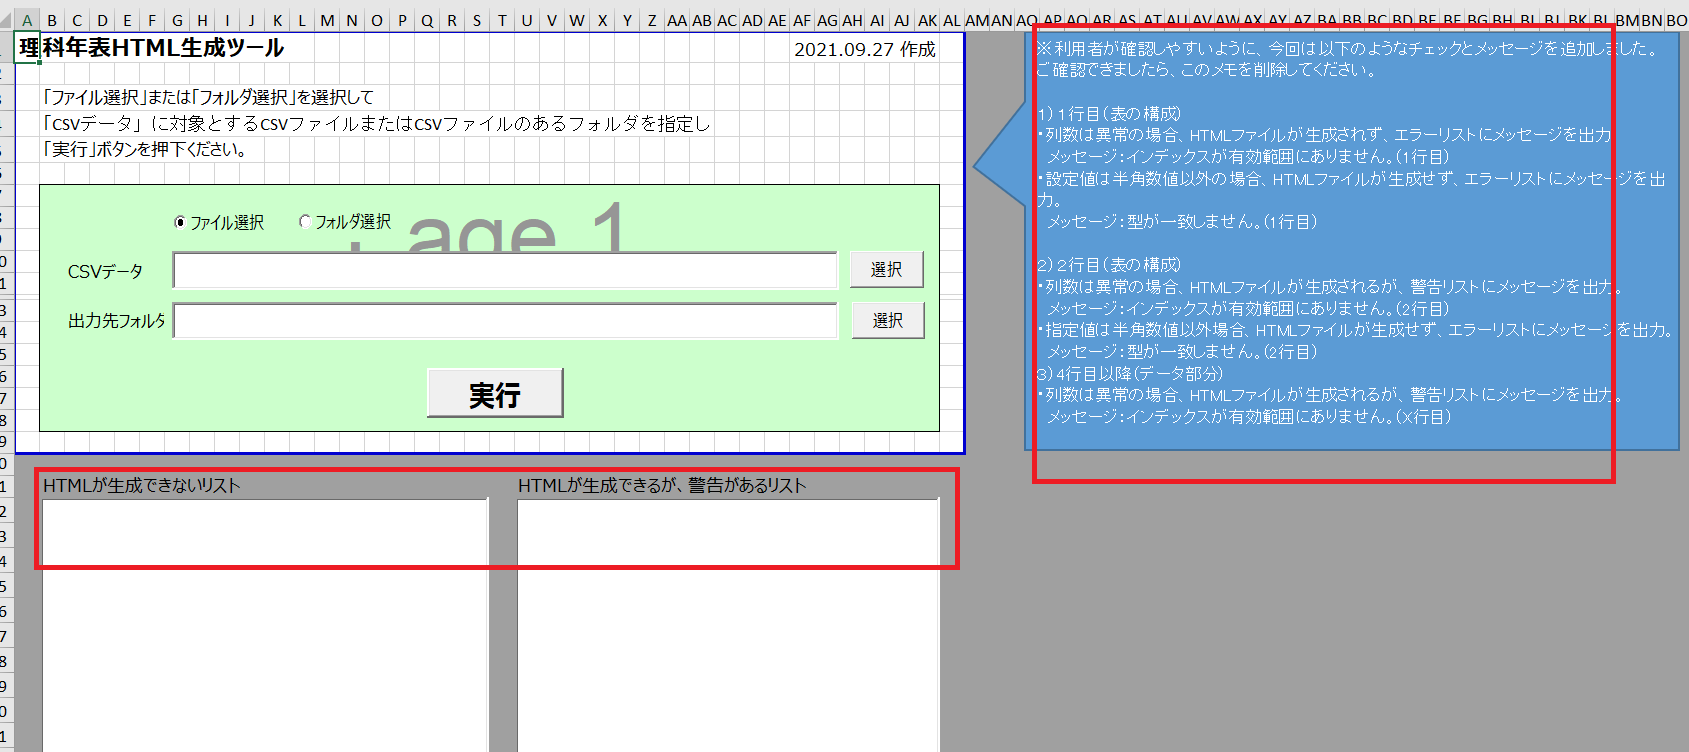 A B C D E F G H I J K L M N O P Q R S T U V W X Y Z AA AB AC AD AE AF AG AH AI AJ AK AL AM AN AO AP AQ AR AS AT AU AV AW AX AY AZ BA BB BC BD BE BF BG BH BI BJ BK BL BM BN BO
理科年表HTML生成ツール
2021.09.27 作成
「ファイル選択」または「フォルダ選択」を選択して
「CSVデータ」に対象とするCSVファイルまたはCSVファイルのあるフォルダを指定し
「実行」ボタンを押下ください。
age 1
ファイル選択 フォルダ選択
CSVデータ
選択
出力先フォルダ
選択
実行
HTMLが生成できないリスト
HTMLが生成できるが、警告があるリスト
※利用者が確認しやすいように、今回は以下のようなチェックとメッセージを追加しました。
ご確認できましたら、このメモを削除してください。
1）1行目（表の構成）
・列数は異常の場合、HTMLファイルが生成されず、エラーリストにメッセージを出力
メッセージ：インデックスが有効範囲にありません。（1行目）
・設定値は半角数値以外の場合、HTMLファイルが生成せず、エラーリストにメッセージを出
力。
メッセージ：型が一致しません。（1行目）
2）2行目（表の構成）
・列数は異常の場合、HTMLファイルが生成されるが、警告リストにメッセージを出力。
メッセージ：インデックスが有効範囲にありません。（2行目）
・指定値は半角数値以外場合、HTMLファイルが生成せず、エラーリストにメッセージを出力。
メッセージ：型が一致しません。（2行目）
3）4行目以降（データ部分）
・列数は異常の場合、HTMLファイルが生成されるが、警告リストにメッセージを出力。
メッセージ：インデックスが有効範囲にありません。（X行目）